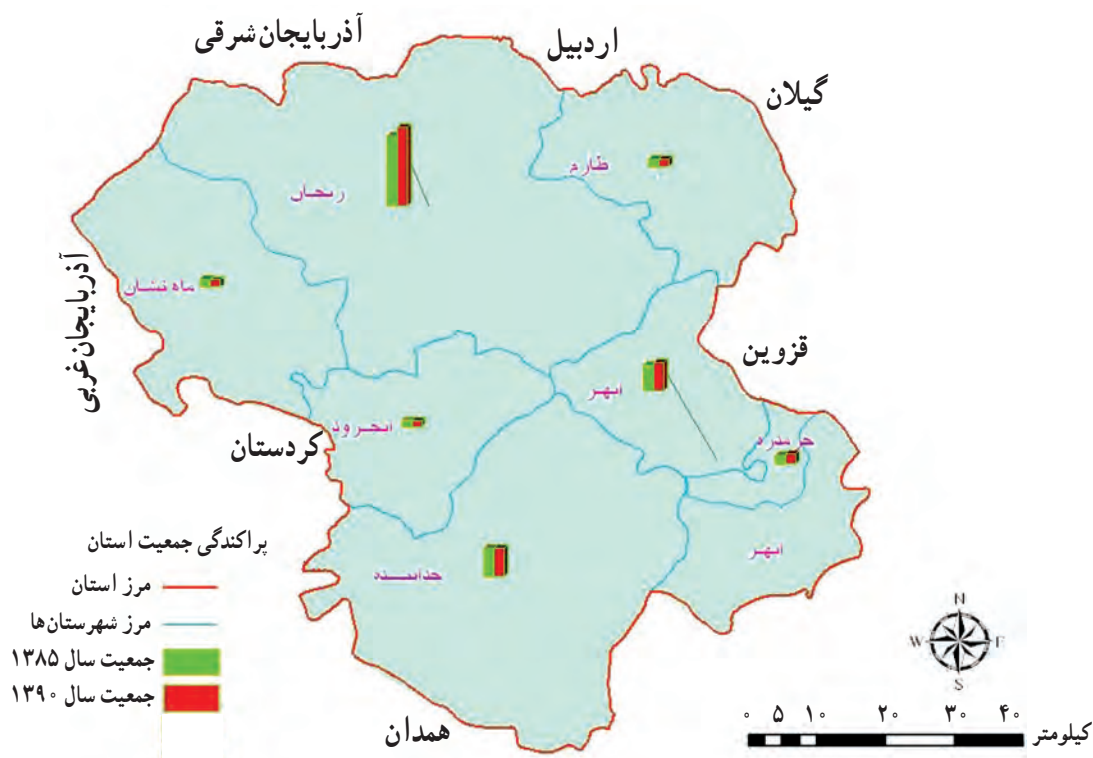 آذربایجان‌شرقی
اردبیل
گیلان
طارم
زنجان
ماه نشان
آذربایجان‌غربی
قزوین
ابهر
خرمدره
ایجرود
کردستان
ابهر
خدابنده
پراکندگی جمعیت استان
مرز استان
مرز شهرستان‌ها
جمعیت سال ۱۳۸۵
جمعیت سال ۱۳۹۰
همدان
N
W E
S
۰ ۵ ۱۰ ۲۰ ۳۰ ۴۰
کیلومتر